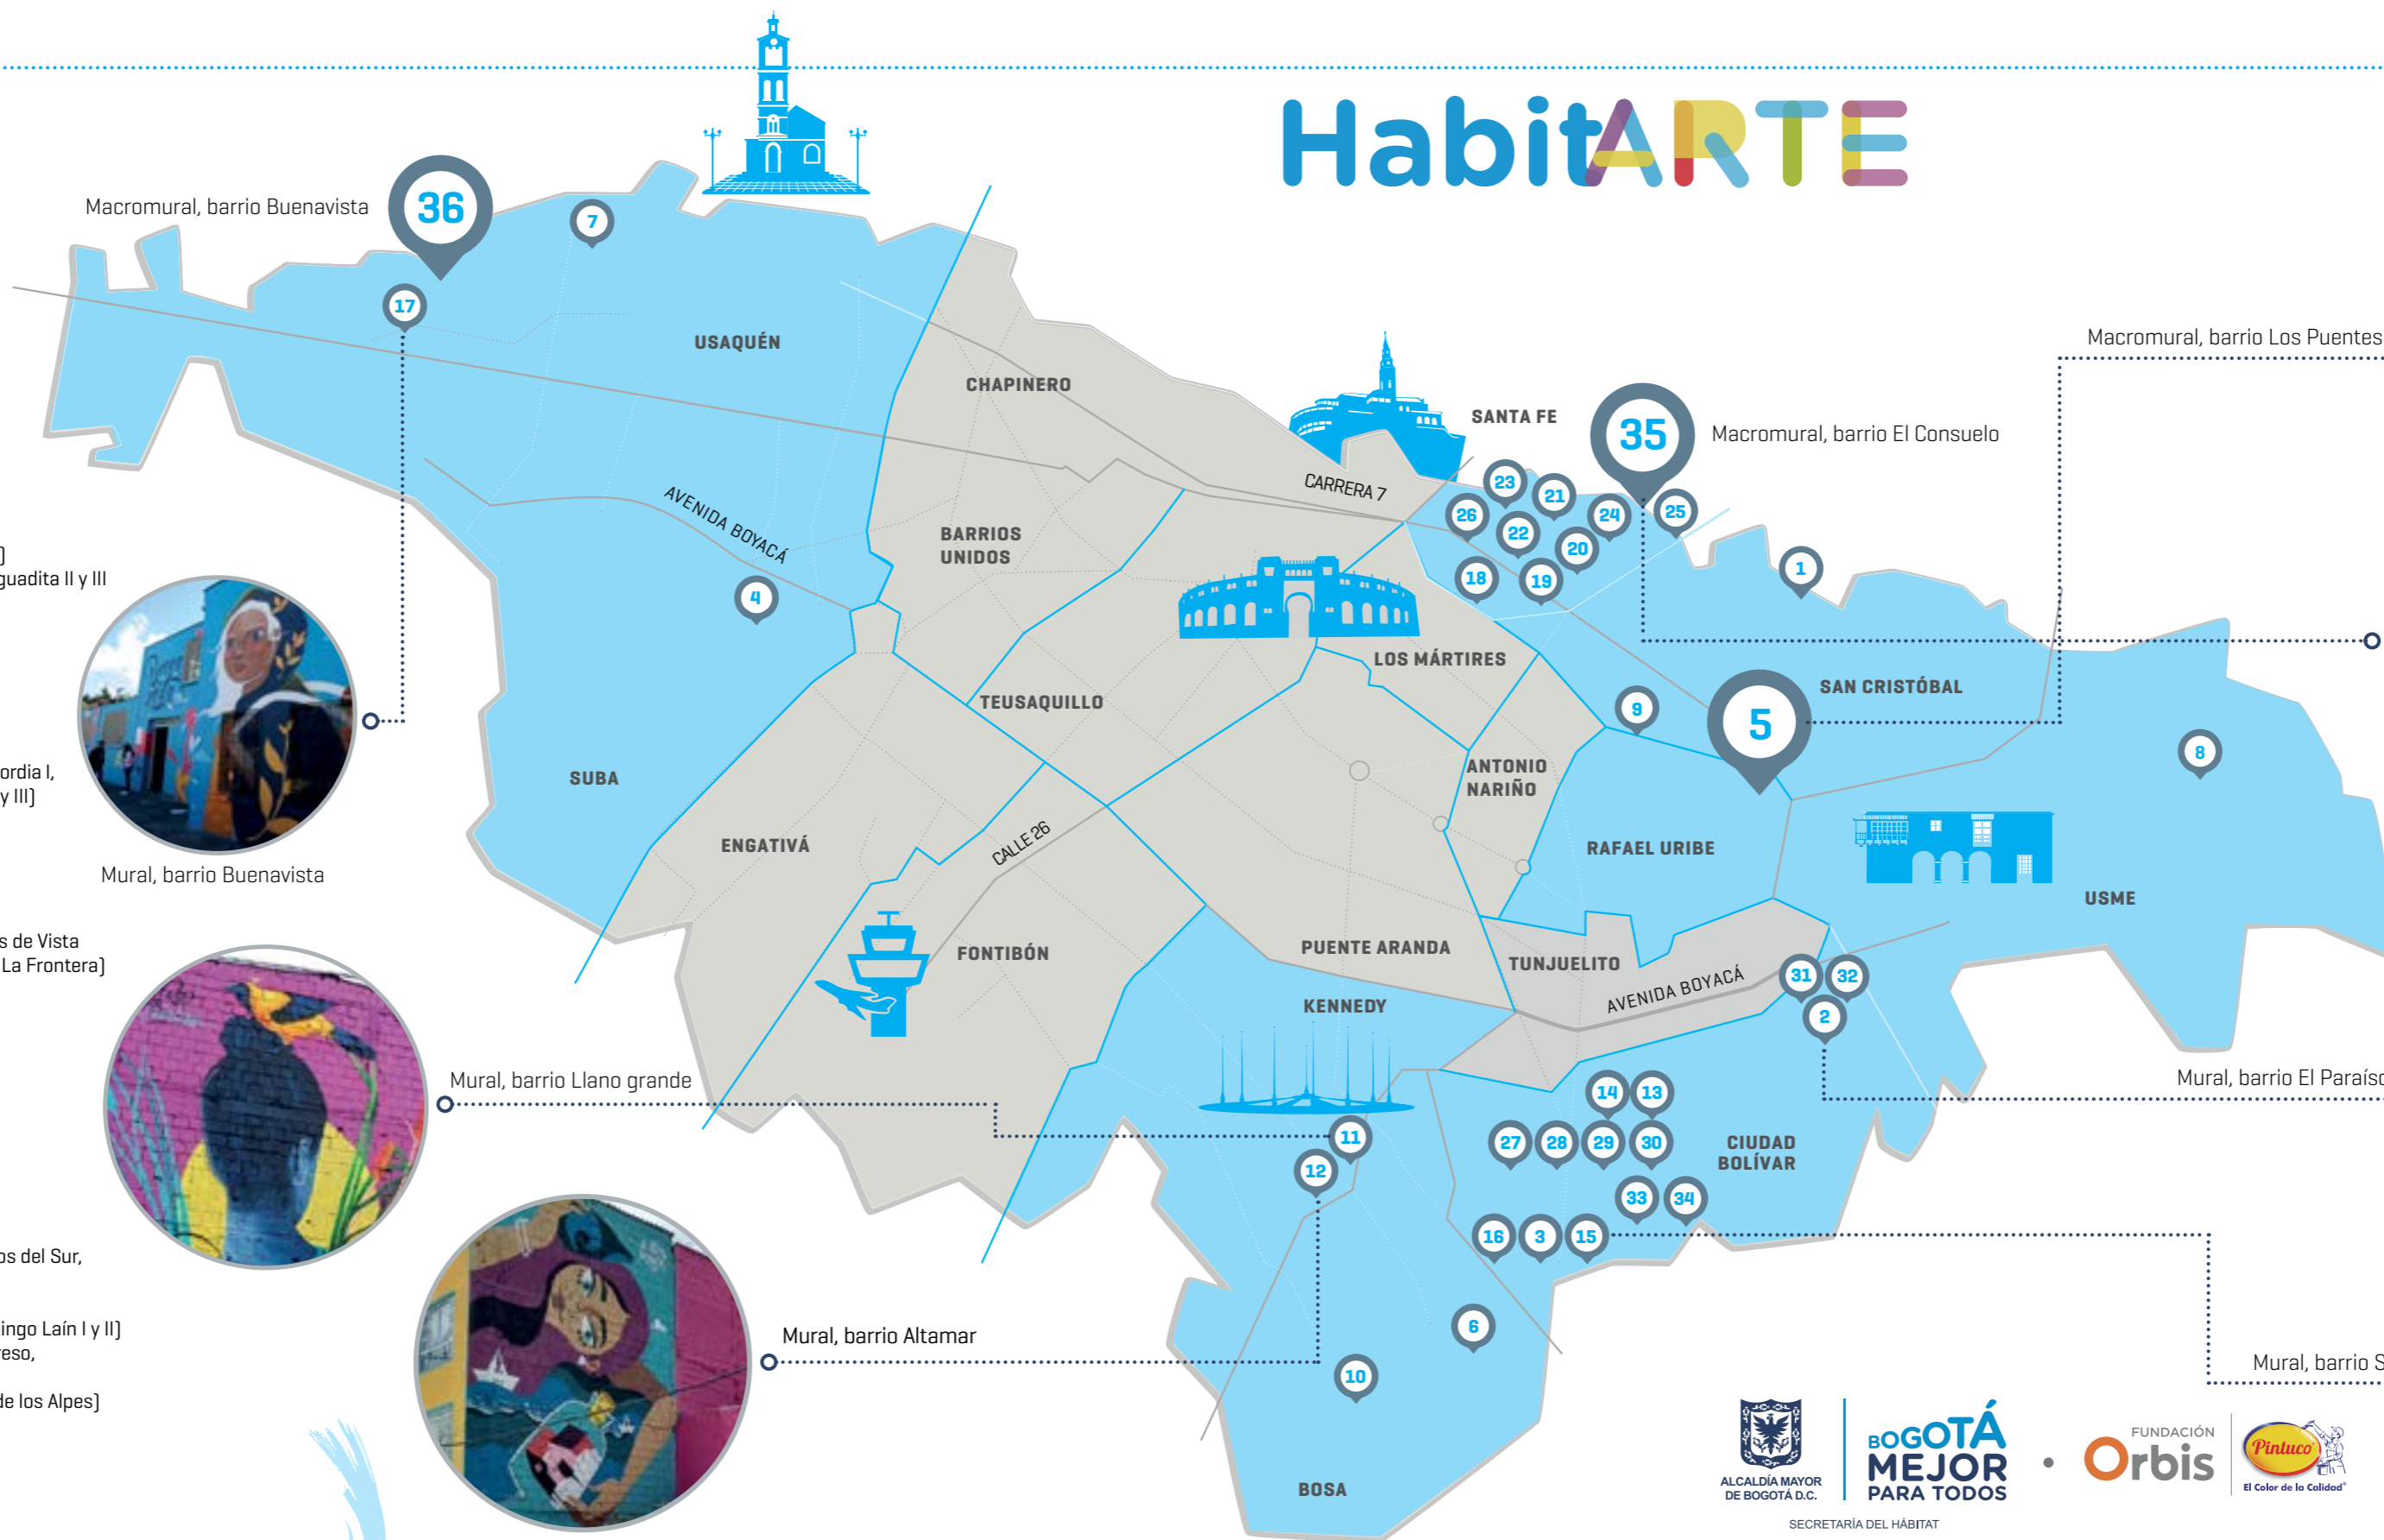 HabitARTE
Macromural, barrio Buenavista
36
7
17
USAQUÉN
CHAPINERO
SANTA FE
35
Macromural, barrio El Consuelo
Macromural, barrio Los Puentes
CARRERA 7
AVENIDA BOYACÁ
BARRIOS
UNIDOS
23
21
26
24
25
22
20
18
19
1
4
guadita II y III
LOS MÁRTIRES
TEUSAQUILLO
SAN CRISTÓBAL
9
5
8
SUBA
ordia I,
y III)
ANTONIO
NARIÑO
ENGATIVÁ
CALLE 26
RAFAEL URIBE
Mural, barrio Buenavista
USME
s de Vista
La Frontera)
FONTIBÓN
PUENTE ARANDA
TUNJUELITO
AVENIDA BOYACÁ
31
32
2
KENNEDY
Mural, barrio Llano grande
Mural, barrio El Paraíso
14
13
11
12
27
28
29
30
CIUDAD
BOLÍVAR
33
34
16
3
15
os del Sur,
ingo Laín I y II)
reso,
de los Alpes)
Mural, barrio Altamar
6
10
Mural, barrio S
BOSA
ALCALDÍA MAYOR
DE BOGOTÁ D.C.
BOGOTÁ
MEJOR
PARA TODOS
SECRETARÍA DEL HÁBITAT
FUNDACIÓN
Orbis
Pintuco
El Color de la Calidad